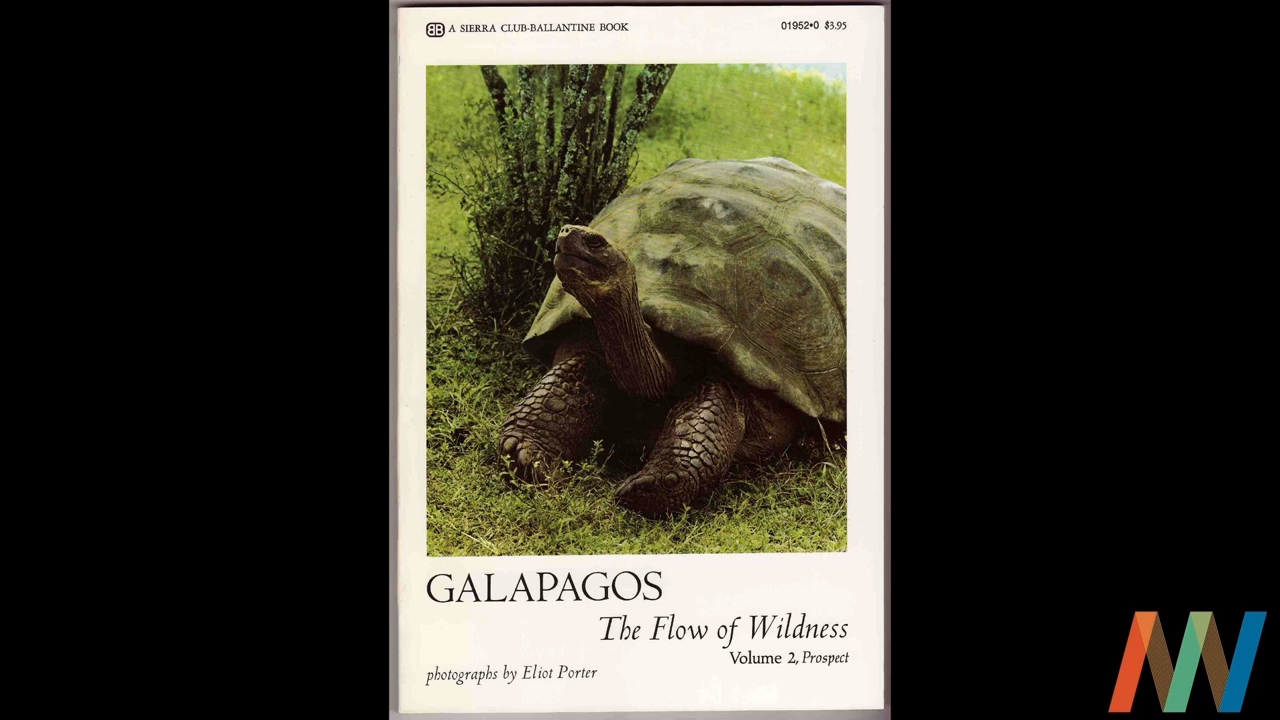 BB A SIERRA CLUB-BALLANTINE BOOK
01952•0 $3.95
GALAPAGOS
The Flow of Wildness
Volume 2, Prospect
photographs by Eliot Porter